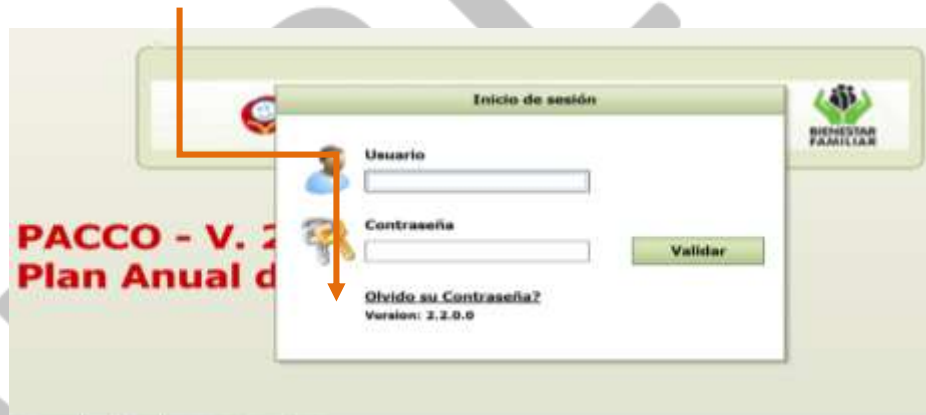 Inicio de sesión
BIENESTAR
FAMILIAR
Usuario
Contraseña
PACCO - V. 2
Validar
Plan Anual d
Olvido su Contraseña?
Version: 2.2.0.0